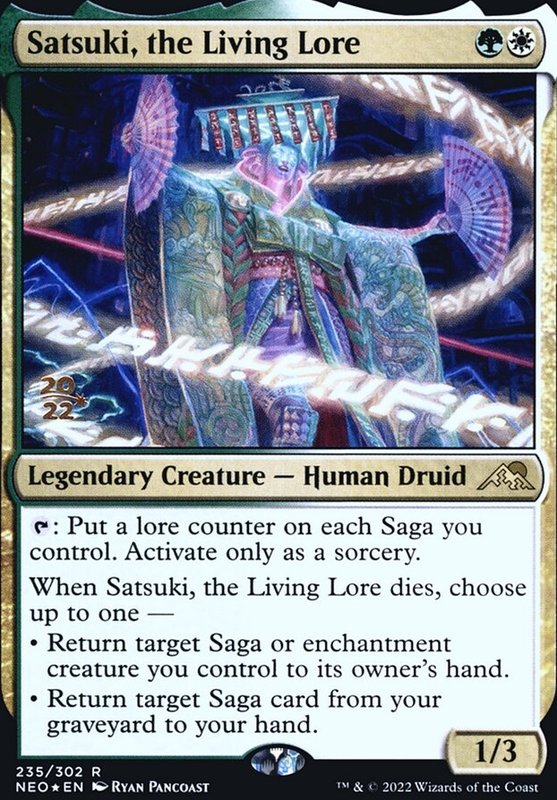 Satsuki, the Living Lore
20
22
Legendary Creature — Human Druid
: Put a lore counter on each Saga you
control. Activate only as a sorcery.
When Satsuki, the Living Lore dies, choose
up to one —
• Return target Saga or enchantment
creature you control to its owner's hand.
• Return target Saga card from your
graveyard to your hand.
1/3
235/302 R
NEO★EN Ryan Pancoast
™ & © 2022 Wizards of the Coast